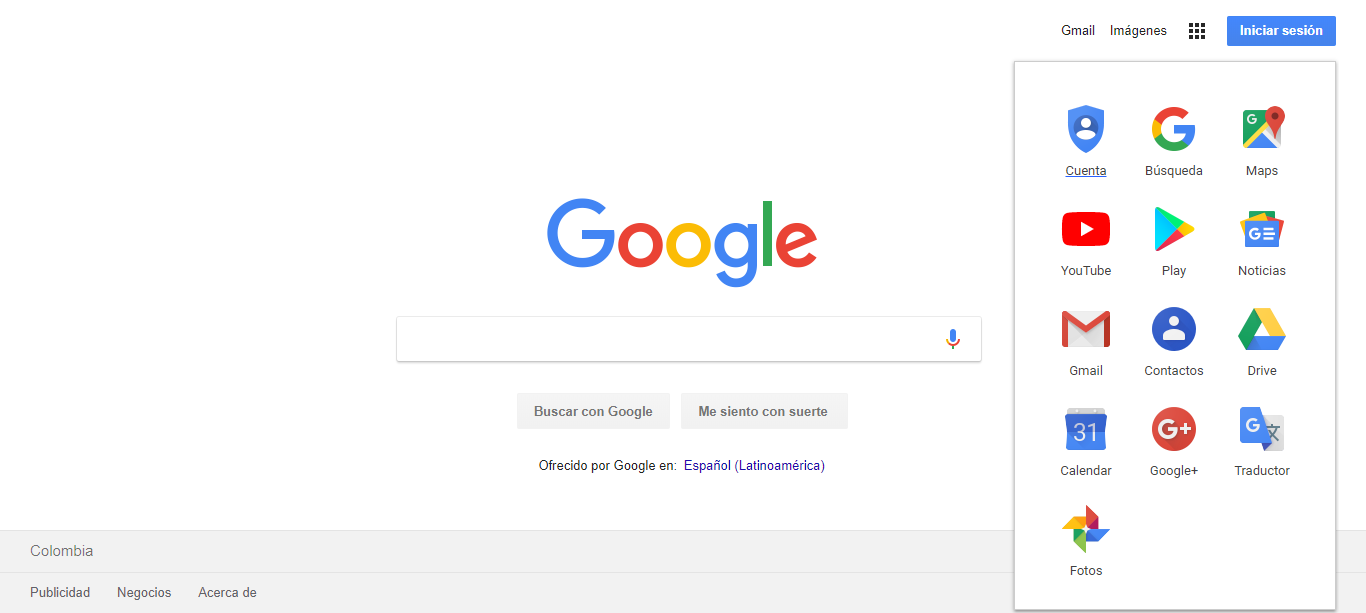 Gmail Imágenes Iniciar sesión
Google
Buscar con Google Me siento con suerte
Ofrecido por Google en: Español (Latinoamérica)
Cuenta Búsqueda Maps
YouTube Play Noticias
Gmail Contactos Drive
31 G+ G
Calendar Google+ Traductor
Fotos
Colombia
Publicidad Negocios Acerca de